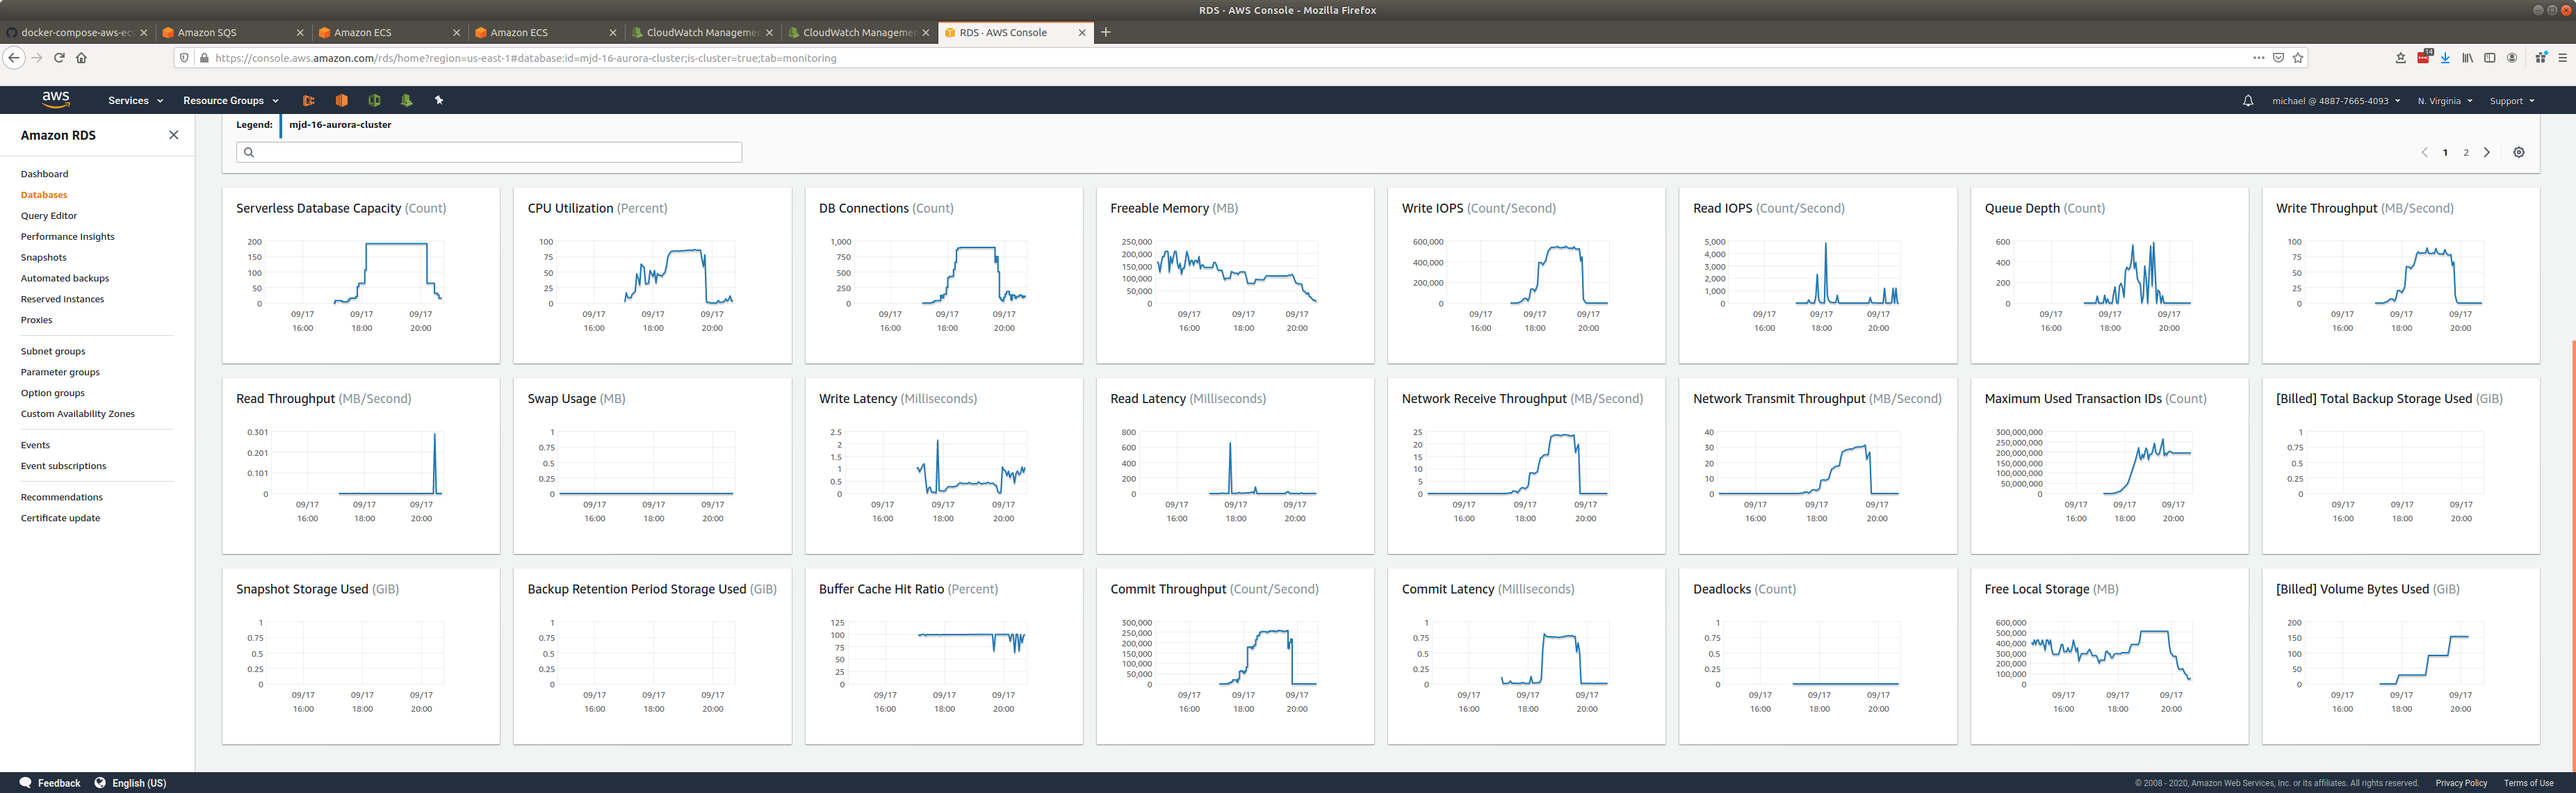 RDS · AWS Console - Mozilla Firefox
docker-compose-aws-ecs
Amazon SQS
Amazon ECS
Amazon ECS
CloudWatch Managemen
CloudWatch Managemen
RDS · AWS Console
https://console.aws.amazon.com/rds/home?region=us-east-1#database:id=mjd-16-aurora-cluster;is-cluster=true;tab=monitoring
14
aws
Services
Resource Groups
michael @ 4887-7665-4093
N. Virginia
Support
Amazon RDS
Dashboard
Databases
Query Editor
Performance Insights
Snapshots
Automated backups
Reserved instances
Proxies
Subnet groups
Parameter groups
Option groups
Custom Availability Zones
Events
Event subscriptions
Recommendations
Certificate update
Legend: mjd-16-aurora-cluster
1 2
Serverless Database Capacity (Count)
200
150
100
50
0
09/17 09/17 09/17
16:00 18:00 20:00
CPU Utilization (Percent)
100
75
50
25
0
09/17 09/17 09/17
16:00 18:00 20:00
DB Connections (Count)
1,000
750
500
250
0
09/17 09/17 09/17
16:00 18:00 20:00
Freeable Memory (MB)
250,000
200,000
150,000
100,000
50,000
0
09/17 09/17 09/17
16:00 18:00 20:00
Write IOPS (Count/Second)
600,000
400,000
200,000
0
09/17 09/17 09/17
16:00 18:00 20:00
Read IOPS (Count/Second)
5,000
4,000
3,000
2,000
1,000
0
09/17 09/17 09/17
16:00 18:00 20:00
Queue Depth (Count)
600
400
200
0
09/17 09/17 09/17
16:00 18:00 20:00
Write Throughput (MB/Second)
100
75
50
25
0
09/17 09/17 09/17
16:00 18:00 20:00
Read Throughput (MB/Second)
0.301
0.201
0.101
0
09/17 09/17 09/17
16:00 18:00 20:00
Swap Usage (MB)
1
0.75
0.5
0.25
0
09/17 09/17 09/17
16:00 18:00 20:00
Write Latency (Milliseconds)
2.5
2
1.5
1
0.5
0
09/17 09/17 09/17
16:00 18:00 20:00
Read Latency (Milliseconds)
800
600
400
200
0
09/17 09/17 09/17
16:00 18:00 20:00
Network Receive Throughput (MB/Second)
25
20
15
10
5
0
09/17 09/17 09/17
16:00 18:00 20:00
Network Transmit Throughput (MB/Second)
40
30
20
10
0
09/17 09/17 09/17
16:00 18:00 20:00
Maximum Used Transaction IDs (Count)
300,000,000
250,000,000
200,000,000
150,000,000
100,000,000
50,000,000
0
09/17 09/17 09/17
16:00 18:00 20:00
[Billed] Total Backup Storage Used (GiB)
1
0.75
0.5
0.25
0
09/17 09/17 09/17
16:00 18:00 20:00
Snapshot Storage Used (GiB)
1
0.75
0.5
0.25
0
09/17 09/17 09/17
16:00 18:00 20:00
Backup Retention Period Storage Used (GiB)
1
0.75
0.5
0.25
0
09/17 09/17 09/17
16:00 18:00 20:00
Buffer Cache Hit Ratio (Percent)
125
100
75
50
25
0
09/17 09/17 09/17
16:00 18:00 20:00
Commit Throughput (Count/Second)
300,000
250,000
200,000
150,000
100,000
50,000
0
09/17 09/17 09/17
16:00 18:00 20:00
Commit Latency (Milliseconds)
1
0.75
0.5
0.25
0
09/17 09/17 09/17
16:00 18:00 20:00
Deadlocks (Count)
1
0.75
0.5
0.25
0
09/17 09/17 09/17
16:00 18:00 20:00
Free Local Storage (MB)
600,000
500,000
400,000
300,000
200,000
100,000
0
09/17 09/17 09/17
16:00 18:00 20:00
[Billed] Volume Bytes Used (GiB)
200
150
100
50
0
09/17 09/17 09/17
16:00 18:00 20:00
Feedback
English (US)
© 2008 - 2020, Amazon Web Services, Inc. or its affiliates. All rights reserved.
Privacy Policy
Terms of Use